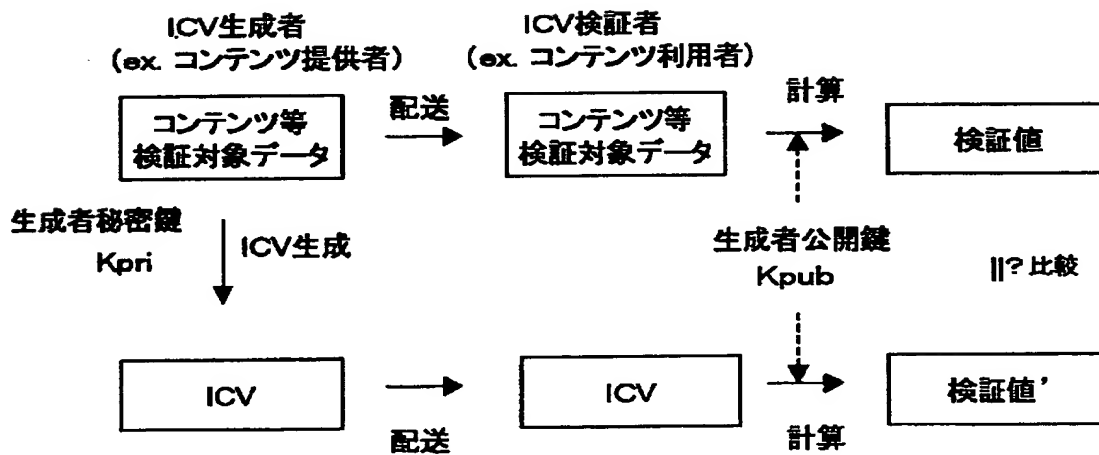 ICV生成者
(ex. コンテンツ提供者)
ICV検証者
(ex. コンテンツ利用者)
コンテンツ等
検証対象データ
配送
コンテンツ等
検証対象データ
計算
検証値
生成者秘密鍵
Kpri
ICV生成
生成者公開鍵
Kpub
||? 比較
ICV
配送
ICV
計算
検証値’